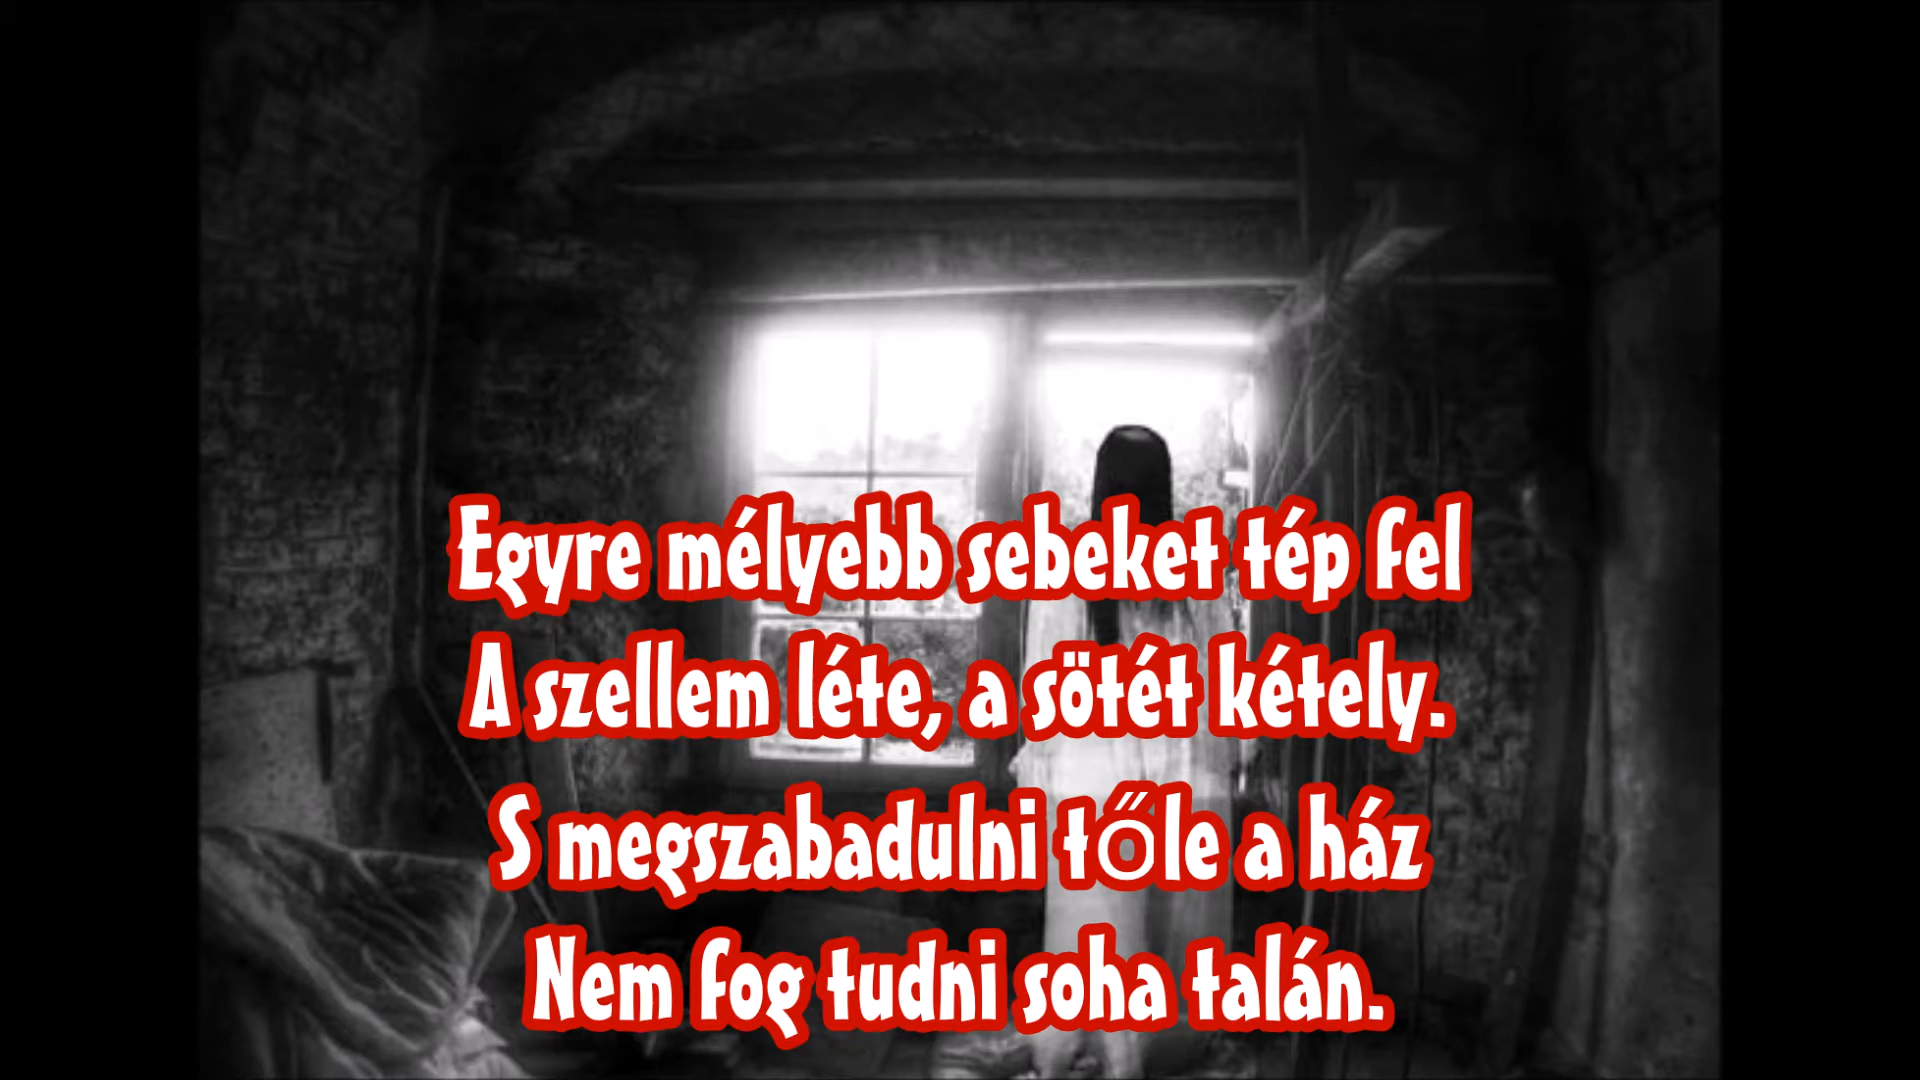 Egyre mélyebb sebeket tép fel
A szellem léte, a sötét kétely.
S megszabadulni tőle a ház
Nem fog tudni soha talán.